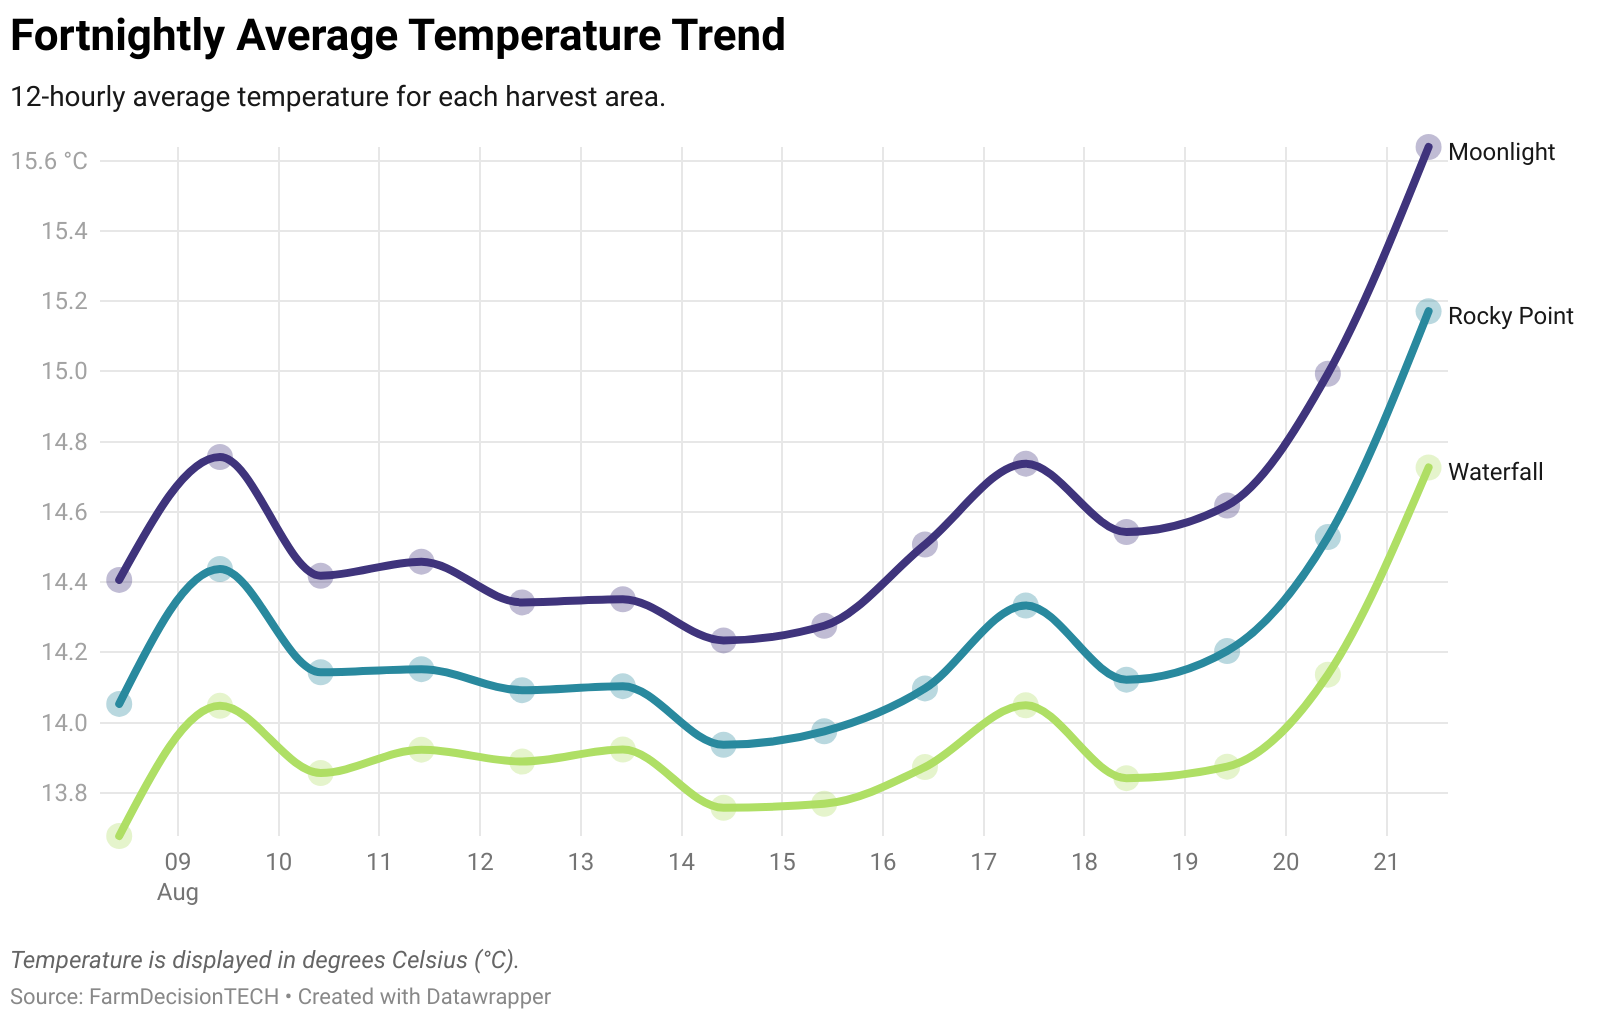 Fortnightly Average Temperature Trend
12-hourly average temperature for each harvest area.
15.6 °C
15.4
15.2
15.0
14.8
14.6
14.4
14.2
14.0
13.8
Moonlight
Rocky Point
Waterfall
09 10 11 12 13 14 15 16 17 18 19 20 21
Aug
Temperature is displayed in degrees Celsius (°C).
Source: FarmDecisionTECH • Created with Datawrapper